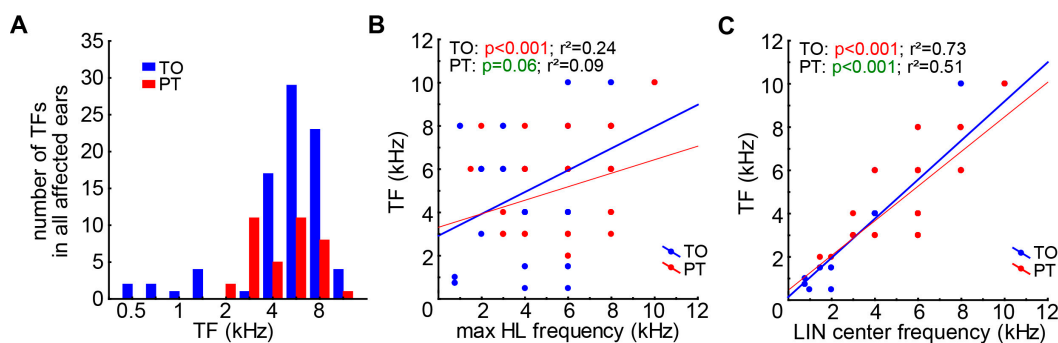 A
35
30
25
20
15
10
5
0
number of TFs
in all affected ears
TO
PT
0.5 1 2 4 8
TF (kHz)
B
TO: p<0.001; r²=0.24
PT: p=0.06; r²=0.09
12
10
8
6
4
2
0
TF (kHz)
TO
PT
2 4 6 8 10 12
max HL frequency (kHz)
C
TO: p<0.001; r²=0.73
PT: p<0.001; r²=0.51
12
10
8
6
4
2
0
TF (kHz)
TO
PT
0 2 4 6 8 10 12
LIN center frequency (kHz)